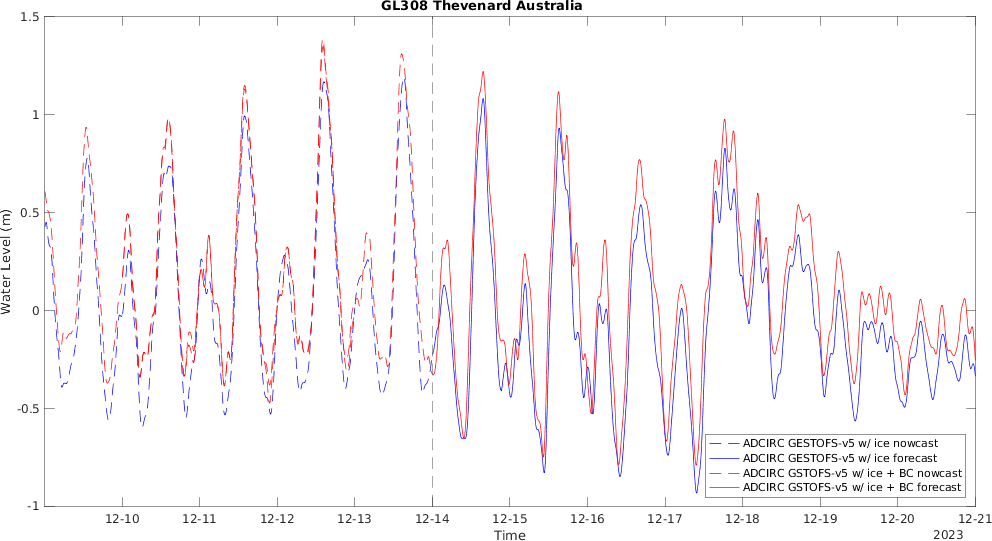 GL308 Thevenard Australia
1.5
1
0.5
0
-0.5
-1
Water Level (m)
ADCIRC GESTOFS-v5 w/ ice nowcast
ADCIRC GESTOFS-v5 w/ ice forecast
ADCIRC GSTOFS-v5 w/ ice + BC nowcast
ADCIRC GSTOFS-v5 w/ ice + BC forecast
12-10 12-11 12-12 12-13 12-14 12-15 12-16 12-17 12-18 12-19 12-20 12-21
Time
2023